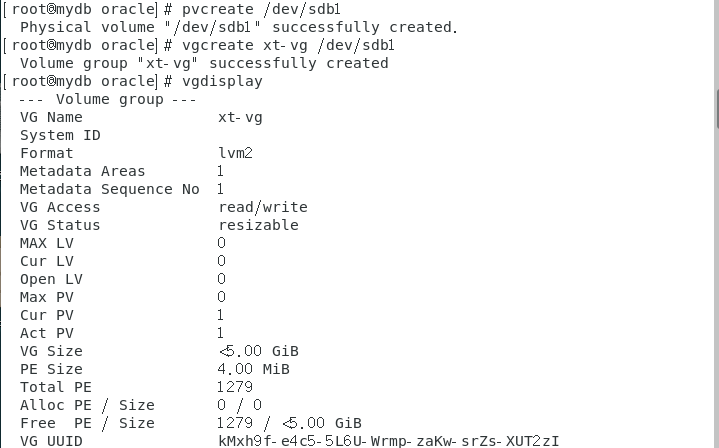 [root@mydb oracle]# pvcreate /dev/sdb1
  Physical volume "/dev/sdb1" successfully created.
[root@mydb oracle]# vgcreate xt-vg /dev/sdb1
  Volume group "xt-vg" successfully created
[root@mydb oracle]# vgdisplay
  --- Volume group ---
  VG Name               xt-vg
  System ID
  Format                lvm2
  Metadata Areas        1
  Metadata Sequence No  1
  VG Access             read/write
  VG Status             resizable
  MAX LV                0
  Cur LV                0
  Open LV               0
  Max PV                0
  Cur PV                1
  Act PV                1
  VG Size               <5.00 GiB
  PE Size               4.00 MiB
  Total PE              1279
  Alloc PE / Size       0 / 0
  Free  PE / Size       1279 / <5.00 GiB
  VG UUID               kMxh9f-e4c5-5L6U-Wrmp-zaKw-srZs-XUT2zI